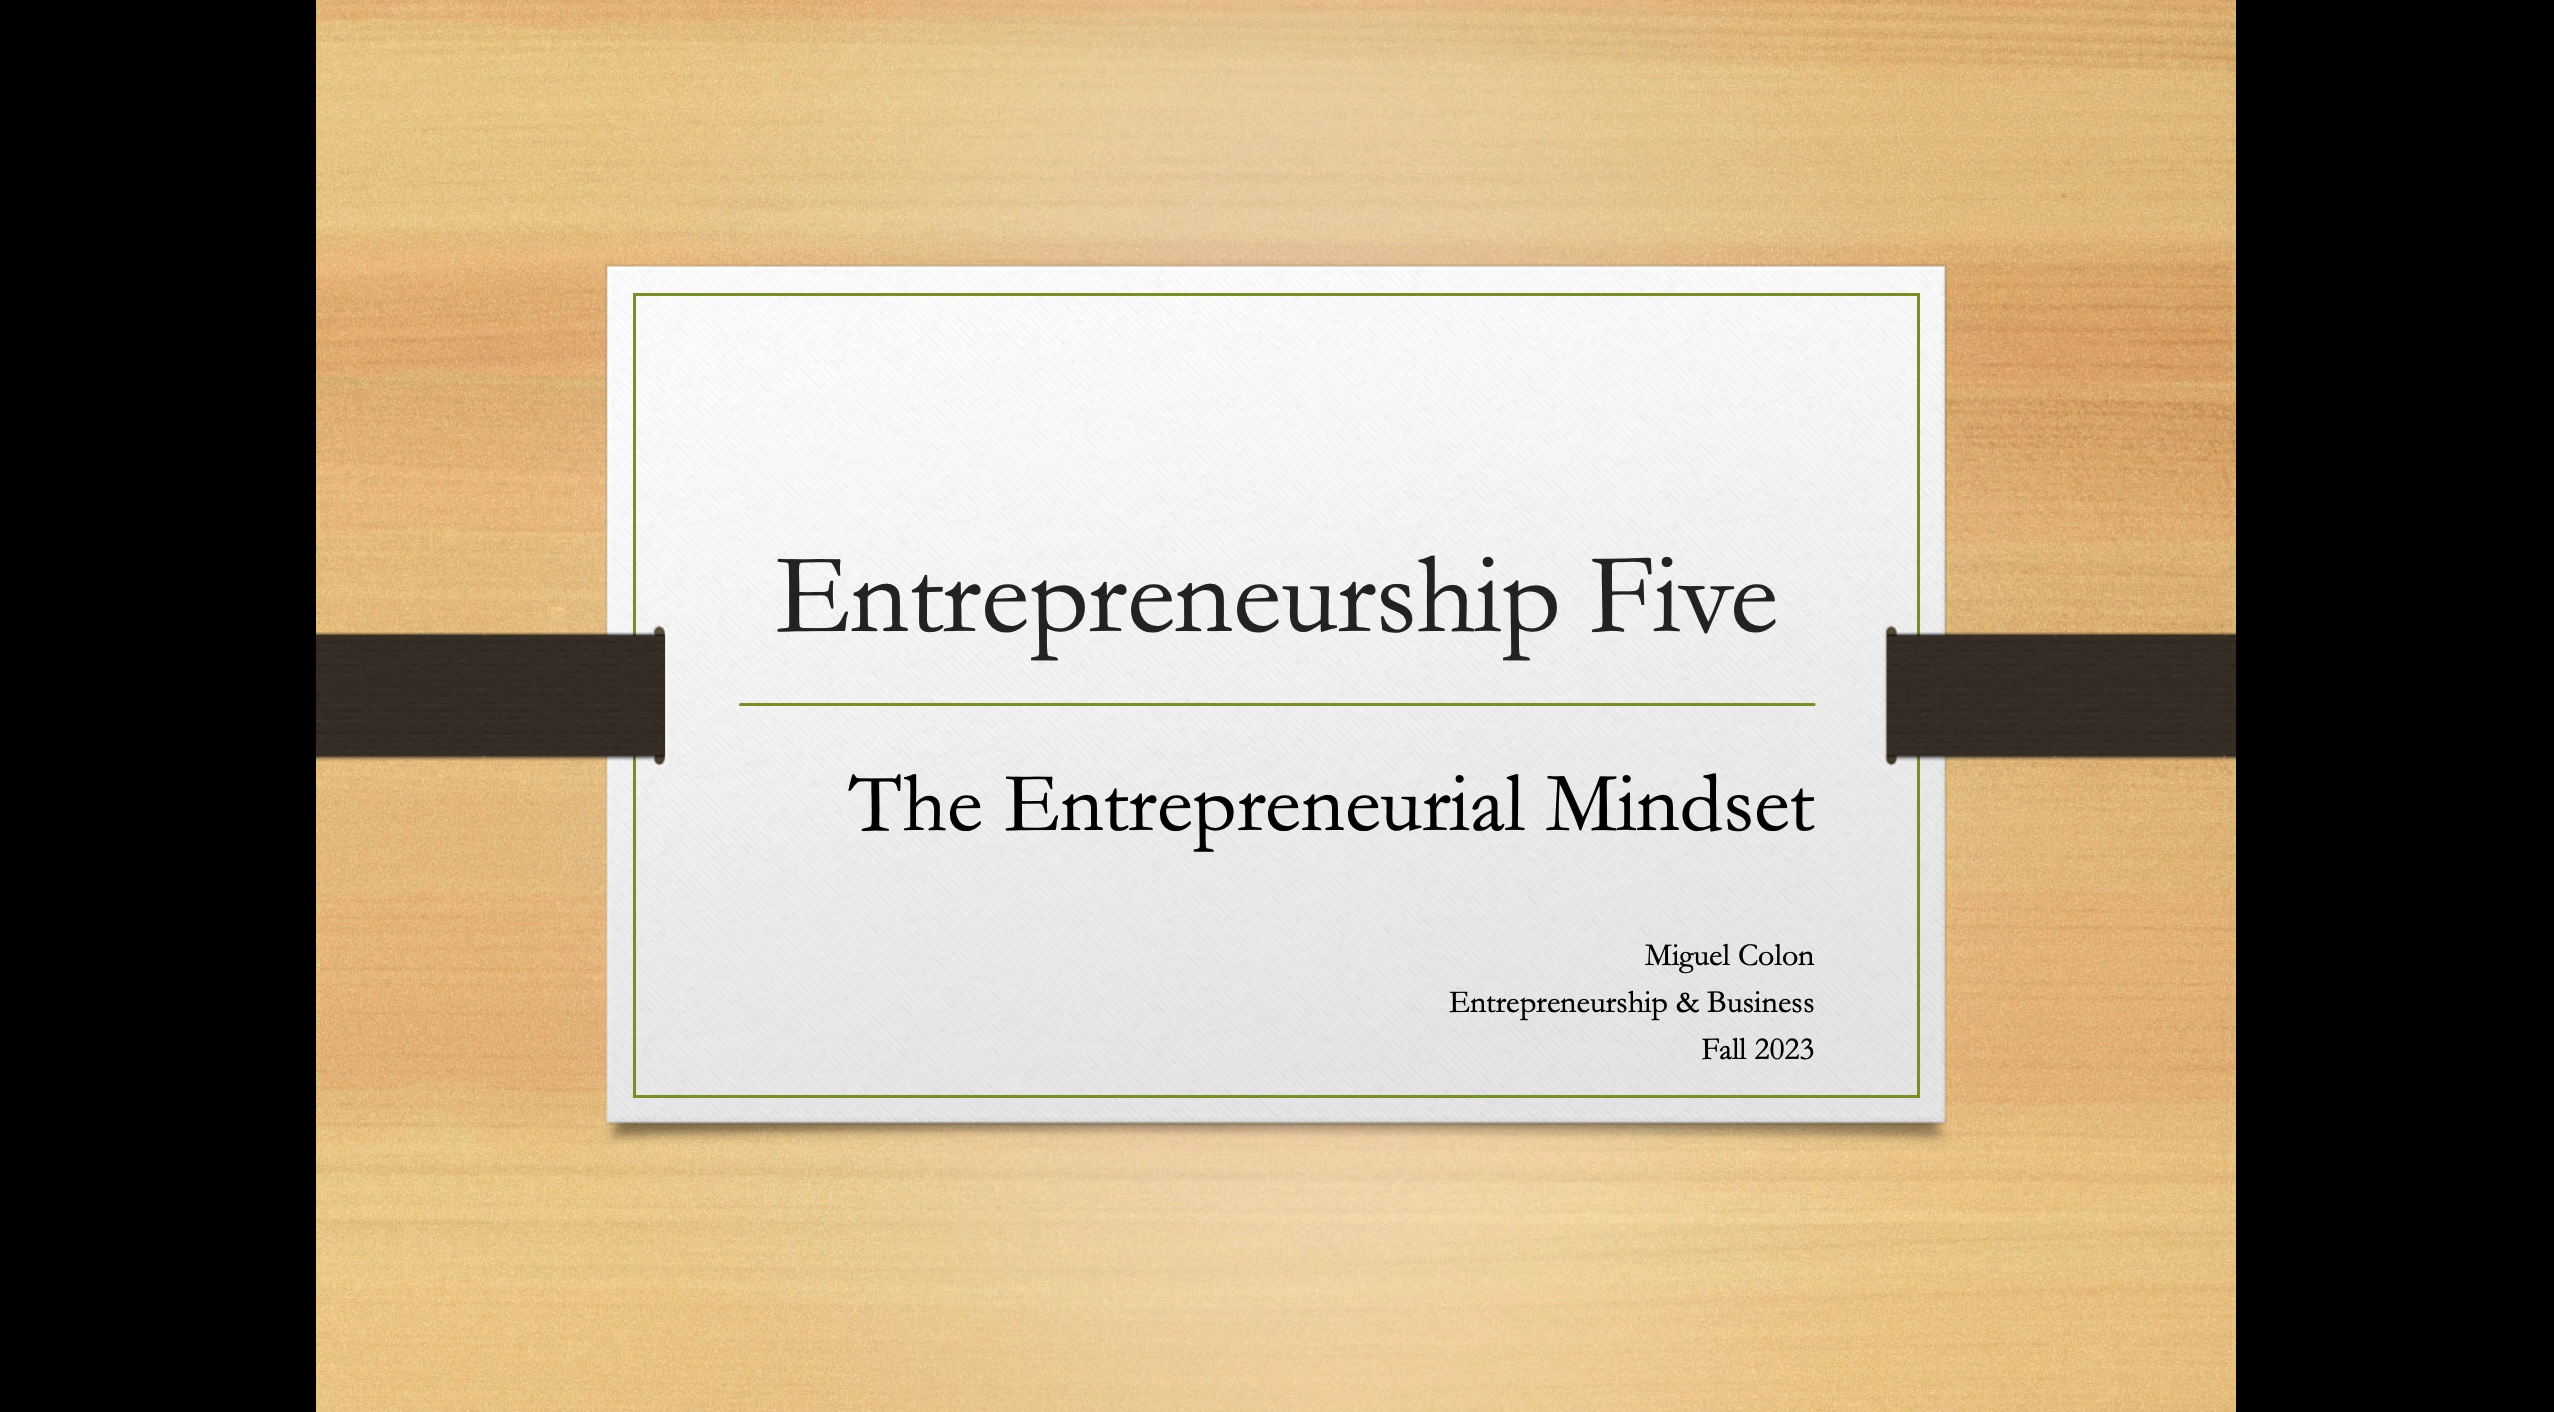 Entrepreneurship Five
The Entrepreneurial Mindset
Miguel Colon
Entrepreneurship & Business
Fall 2023